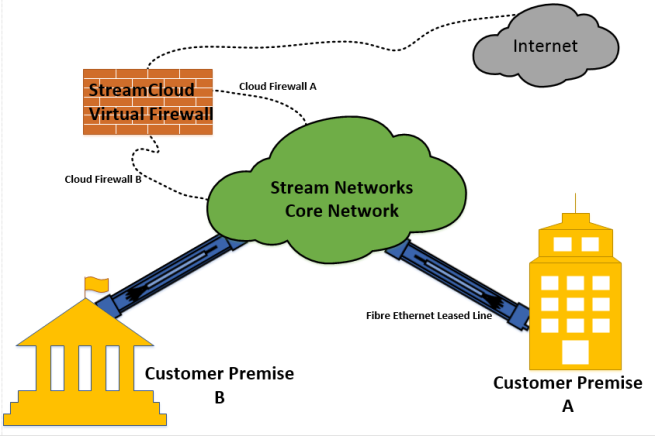 Internet
StreamCloud
Virtual Firewall
Cloud Firewall A
Cloud Firewall B
Stream Networks
Core Network
Fibre Ethernet Leased Line
Customer Premise
B
Customer Premise
A